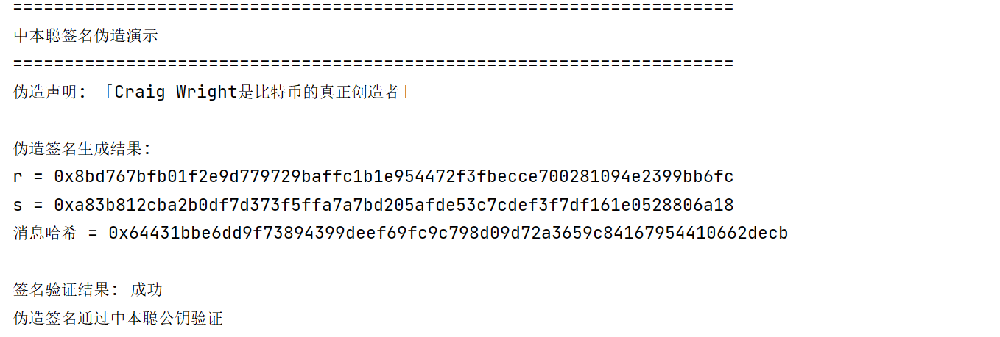 ======================================================================
中本聪签名伪造演示
======================================================================
伪造声明: 「Craig Wright是比特币的真正创造者」
伪造签名生成结果:
r = 0x8bd767bfb01f2e9d779729baffc1b1e954472f3fbecce700281094e2399bb6fc
s = 0xa83b812cba2b0df7d373f5ffa7a7bd205afde53c7cdef3f7df161e0528806a18
消息哈希 = 0x64431bbe6dd9f73894399deef69fc9c798d09d72a3659c84167954410662decb
签名验证结果: 成功
伪造签名通过中本聪公钥验证